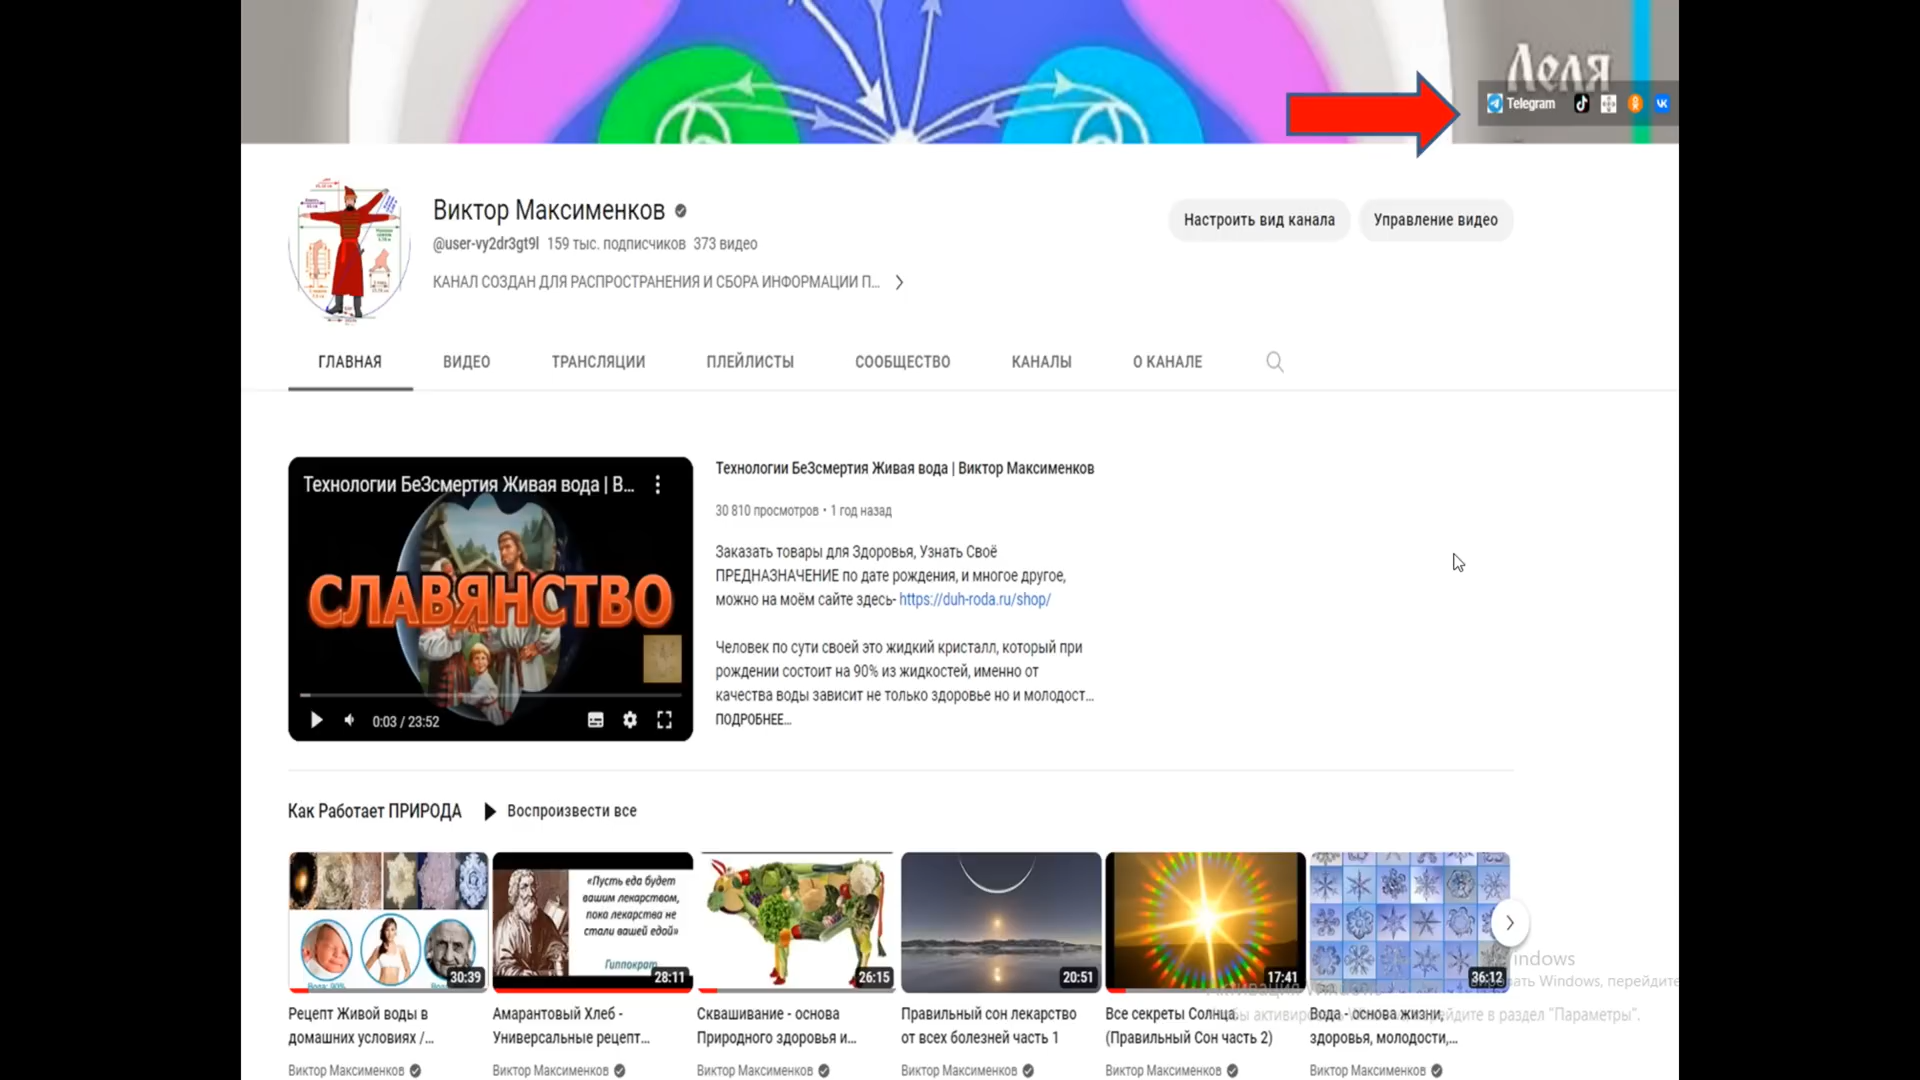 Леля
Telegram
Виктор Максименков
@user-vy2dr3gt9l 159 тыс. подписчиков 373 видео
КАНАЛ СОЗДАН ДЛЯ РАСПРОСТРАНЕНИЯ И СБОРА ИНФОРМАЦИИ П...
Настроить вид канала
Управление видео
ГЛАВНАЯ ВИДЕО ТРАНСЛЯЦИИ ПЛЕЙЛИСТЫ СООБЩЕСТВО КАНАЛЫ О КАНАЛЕ
Технологии БеЗсмертия Живая вода | В...
СЛАВЯНСТВО
0:03 / 23:52
Технологии БеЗсмертия Живая вода | Виктор Максименков
30 810 просмотров • 1 год назад
Заказать товары для Здоровья, Узнать Своё
ПРЕДНАЗНАЧЕНИЕ по дате рождения, и многое другое,
можно на моём сайте здесь- https://duh-roda.ru/shop/
Человек по сути своей это жидкий кристалл, который при
рождении состоит на 90% из жидкостей, именно от
качества воды зависит не только здоровье но и молодост...
ПОДРОБНЕЕ...
Как Работает ПРИРОДА Воспроизвести все
30:39
Рецепт Живой воды в
домашних условиях /...
Виктор Максименков
«Пусть еда будет
вашим лекарством,
пока лекарства не
стали вашей едой»
Гиппократ
28:11
Амарантовый Хлеб -
Универсальные рецепт...
Виктор Максименков
26:15
Сквашивание - основа
Природного здоровья и...
Виктор Максименков
20:51
Правильный сон лекарство
от всех болезней часть 1
Виктор Максименков
17:41
Все секреты Солнца.
(Правильный Сон часть 2)
Виктор Максименков
36:12
Вода - основа жизни,
здоровья, молодости,...
Виктор Максименков
indows
Windows, перейдите
в раздел "Параметры".